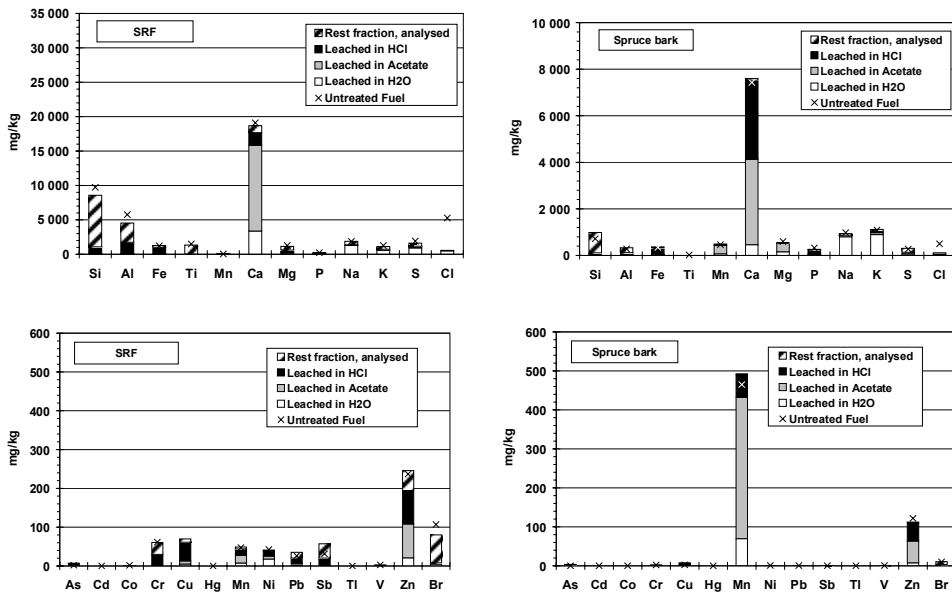 SRF
Rest fraction, analysed
Leached in HCl
Leached in Acetate
Leached in H2O
Untreated Fuel
mg/kg
35 000
30 000
25 000
20 000
15 000
10 000
5 000
0
Si Al Fe Ti Mn Ca Mg P Na K S Cl
Spruce bark
Rest fraction, analysed
Leached in HCl
Leached in Acetate
Leached in H2O
Untreated Fuel
mg/kg
10 000
8 000
6 000
4 000
2 000
0
Si Al Fe Ti Mn Ca Mg P Na K S Cl
SRF
Rest fraction, analysed
Leached in HCl
Leached in Acetate
Leached in H2O
Untreated Fuel
mg/kg
600
500
400
300
200
100
0
As Cd Co Cr Cu Hg Mn Ni Pb Sb Tl V Zn Br
Spruce bark
Rest fraction, analysed
Leached in HCl
Leached in Acetate
Leached in H2O
Untreated Fuel
mg/kg
600
500
400
300
200
100
0
As Cd Co Cr Cu Hg Mn Ni Pb Sb Tl V Zn Br